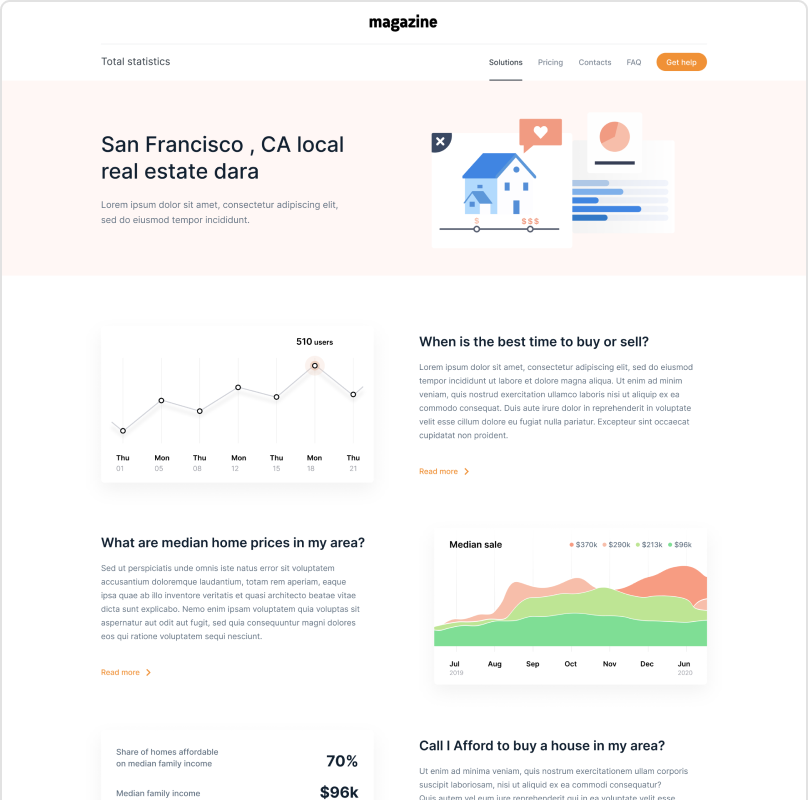 magazine
Total statistics
Solutions Pricing Contacts FAQ Get help
San Francisco , CA local
real estate dara
Lorem ipsum dolor sit amet, consectetur adipiscing elit,
sed do eiusmod tempor incididunt.
$ $$$
510 users
Thu Mon Thu Mon Thu Mon Thu
01 05 08 12 15 18 21
When is the best time to buy or sell?
Lorem ipsum dolor sit amet, consectetur adipiscing elit, sed do eiusmod
tempor incididunt ut labore et dolore magna aliqua. Ut enim ad minim
veniam, quis nostrud exercitation ullamco laboris nisi ut aliquip ex ea
commodo consequat. Duis aute irure dolor in reprehenderit in voluptate
velit esse cillum dolore eu fugiat nulla pariatur. Excepteur sint occaecat
cupidatat non proident.
Read more
What are median home prices in my area?
Sed ut perspiciatis unde omnis iste natus error sit voluptatem
accusantium doloremque laudantium, totam rem aperiam, eaque
ipsa quae ab illo inventore veritatis et quasi architecto beatae vitae
dicta sunt explicabo. Nemo enim ipsam voluptatem quia voluptas sit
aspernatur aut odit aut fugit, sed quia consequuntur magni dolores
eos qui ratione voluptatem sequi nesciunt.
Read more
Median sale $370k $290k $213k $96k
Jul Aug Sep Oct Nov Dec Jun
2019 2020
Share of homes affordable
on median family income
70%
Median family income $96k
Call I Afford to buy a house in my area?
Ut enim ad minima veniam, quis nostrum exercitationem ullam corporis
suscipit laboriosam, nisi ut aliquid ex ea commodi consequatur?
Quis autem vel eum iure reprehenderit qui in ea voluptate velit esse